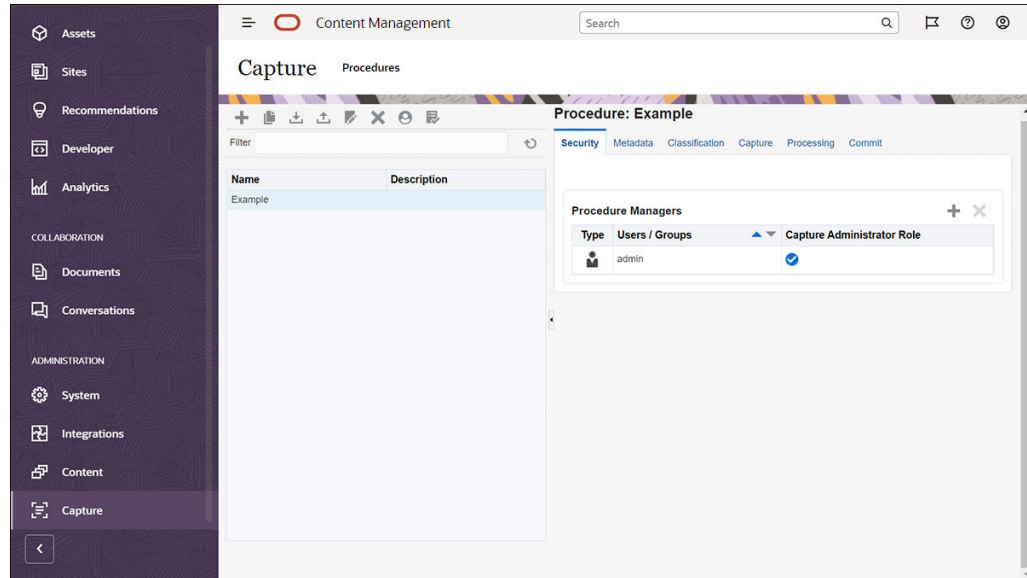 Assets
Sites
Recommendations
Developer
Analytics
COLLABORATION
Documents
Conversations
ADMINISTRATION
System
Integrations
Content
Capture
Content Management
Search
Capture
Procedures
Filter
Name Description
Example
Procedure: Example
Security Metadata Classification Capture Processing Commit
Procedure Managers
Type Users / Groups Capture Administrator Role
admin